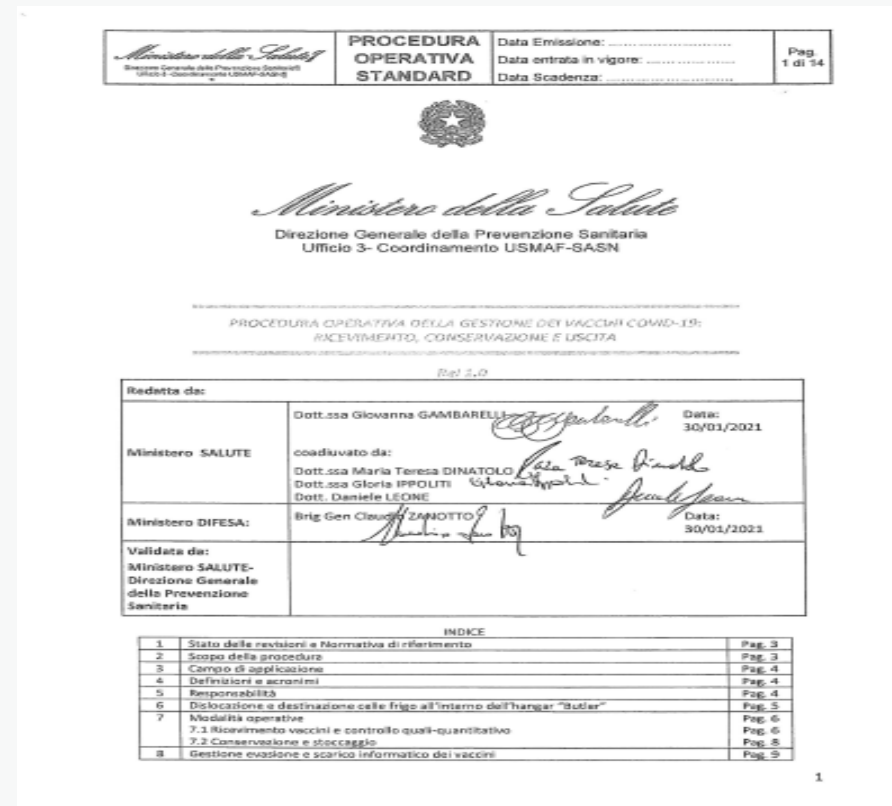 Ministero della Salute
Direzione Generale della Prevenzione Sanitaria
Ufficio 3 -Coordinamento USMAF-SASN
PROCEDURA
OPERATIVA
STANDARD
Data Emissione: ...............................
Data entrata in vigore: ......................
Data Scadenza: ..............................
Pag.
1 di 14
Ministero della Salute
Direzione Generale della Prevenzione Sanitaria
Ufficio 3- Coordinamento USMAF-SASN
PROCEDURA OPERATIVA DELLA GESTIONE DEI VACCINI COVID-19:
RICEVIMENTO, CONSERVAZIONE E USCITA
Rel 1.0
Redatta da:
Ministero SALUTE
Dott.ssa Giovanna GAMBARELLI
Data:
30/01/2021
coadiuvato da:
Dott.ssa Maria Teresa DINATOLO
Dott.ssa Gloria IPPOLITI
Dott. Daniele LEONE
Ministero DIFESA:
Brig Gen Claudio ZANOTTO
Data:
30/01/2021
Validata da:
Ministero SALUTE-
Direzione Generale
della Prevenzione
Sanitaria
INDICE
1 Stato delle revisioni e Normativa di riferimento Pag. 3
2 Scopo della procedura Pag. 3
3 Campo di applicazione Pag. 4
4 Definizioni e acronimi Pag. 4
5 Responsabilità Pag. 4
6 Dislocazione e destinazione celle frigo all'interno dell'hangar "Butler" Pag. 5
7 Modalità operative Pag. 6
7.1 Ricevimento vaccini e controllo quali-quantitativo Pag. 6
7.2 Conservazione e stoccaggio Pag. 8
8 Gestione evasione e scarico informatico dei vaccini Pag. 9
1